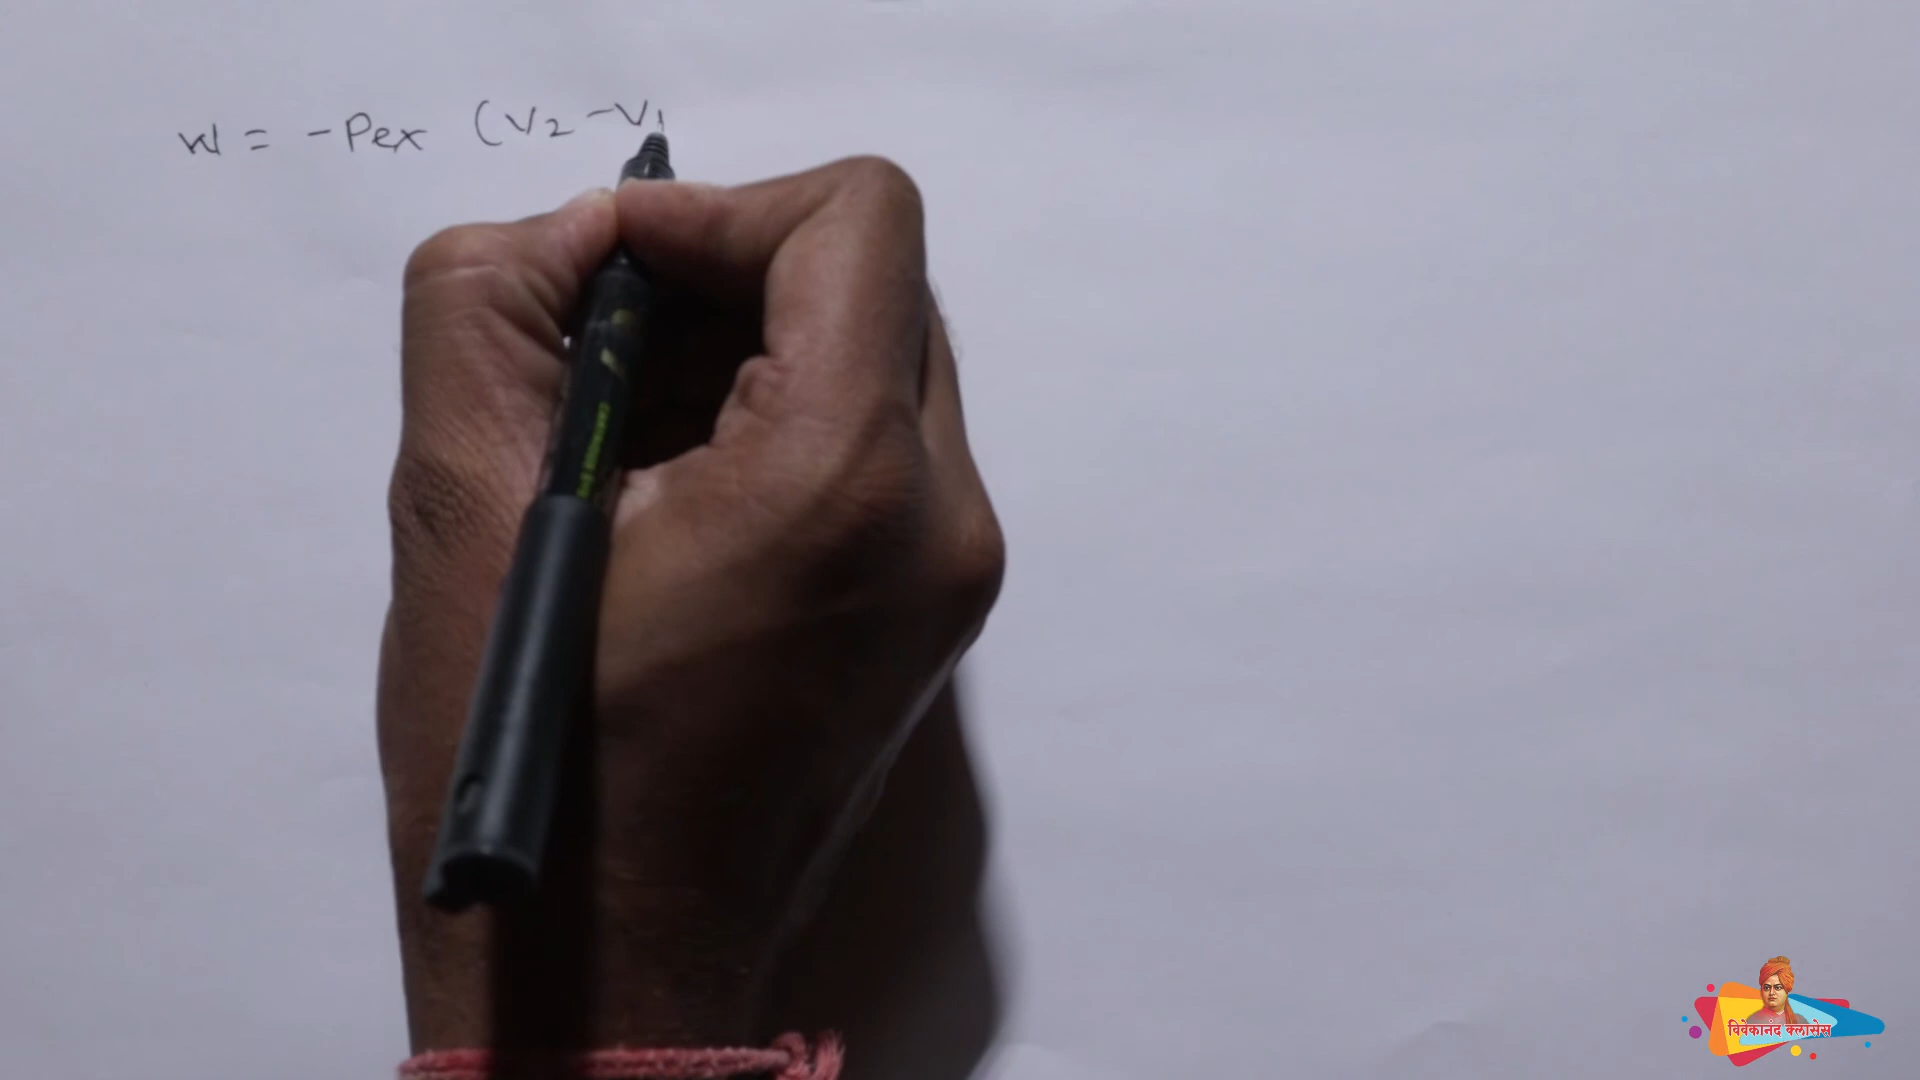 W = -Pex (V2 - V1
विवेकानंद क्लासेस